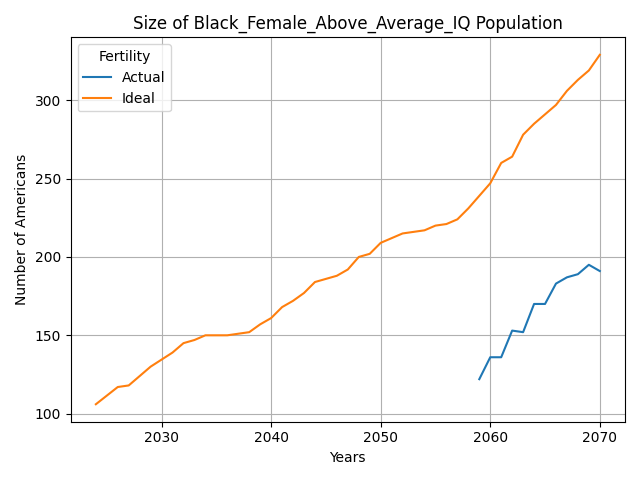 Size of Black_Female_Above_Average_IQ Population
Fertility
Actual
Ideal
Number of Americans
300
250
200
150
100
2030 2040 2050 2060 2070
Years